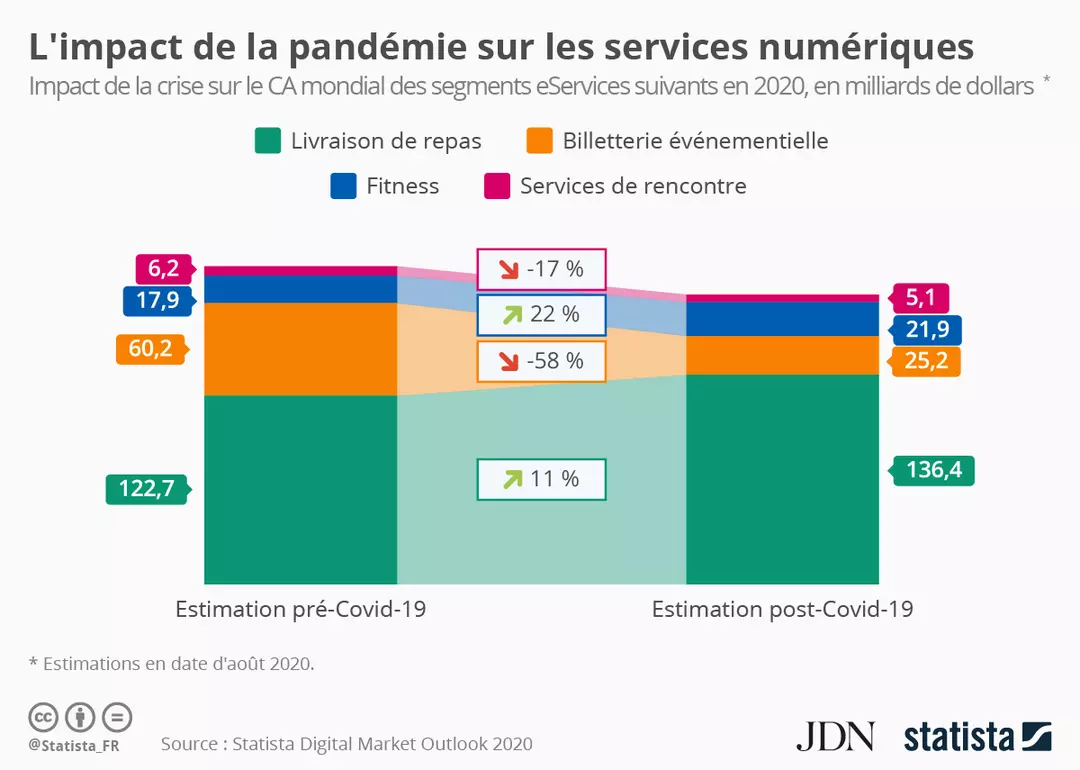 L'impact de la pandémie sur les services numériques
Impact de la crise sur le CA mondial des segments eServices suivants en 2020, en milliards de dollars *
Livraison de repas Billetterie événementielle
Fitness Services de rencontre
6,2
17,9
60,2
122,7
-17 %
22 %
-58 %
11 %
5,1
21,9
25,2
136,4
Estimation pré-Covid-19 Estimation post-Covid-19
* Estimations en date d'août 2020.
cc
@Statista_FR
Source : Statista Digital Market Outlook 2020
JDN
statista